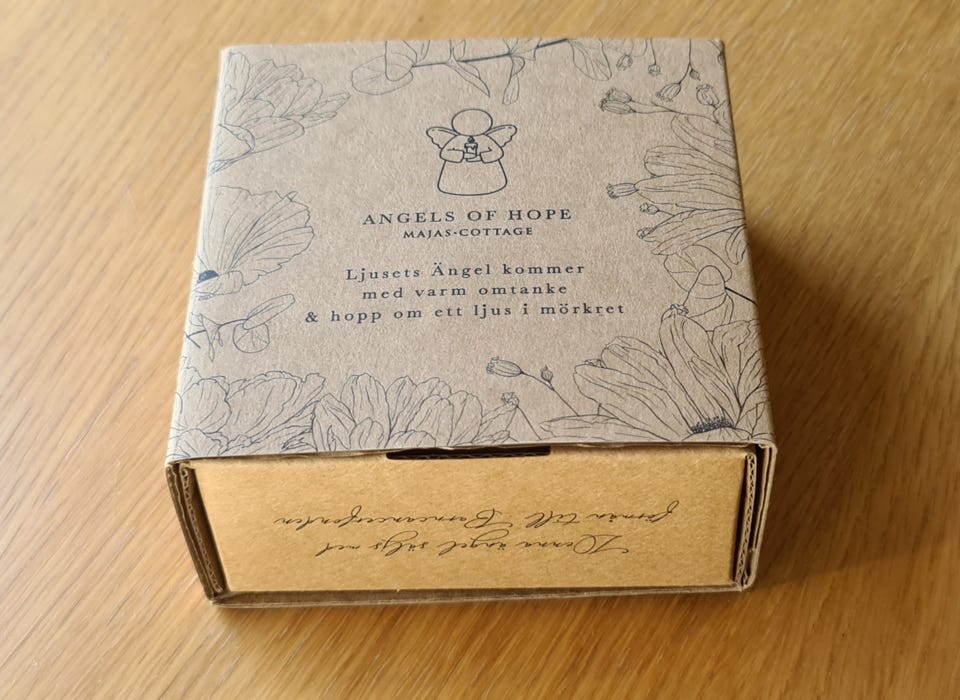 ANGELS OF HOPE
MAJAS•COTTAGE
Ljusets Ängel kommer
med varm omtanke
& hopp om ett ljus i mörkret
Denna ängel säljs med
förmån till Barncancerfonden